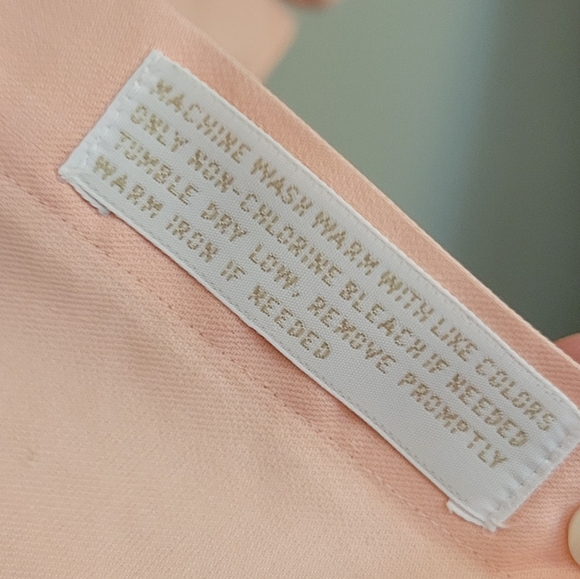 MACHINE WASH WARM WITH LIKE COLORS
ONLY NON-CHLORINE BLEACH IF NEEDED
TUMBLE DRY LOW, REMOVE PROMPTLY
WARM IRON IF NEEDED